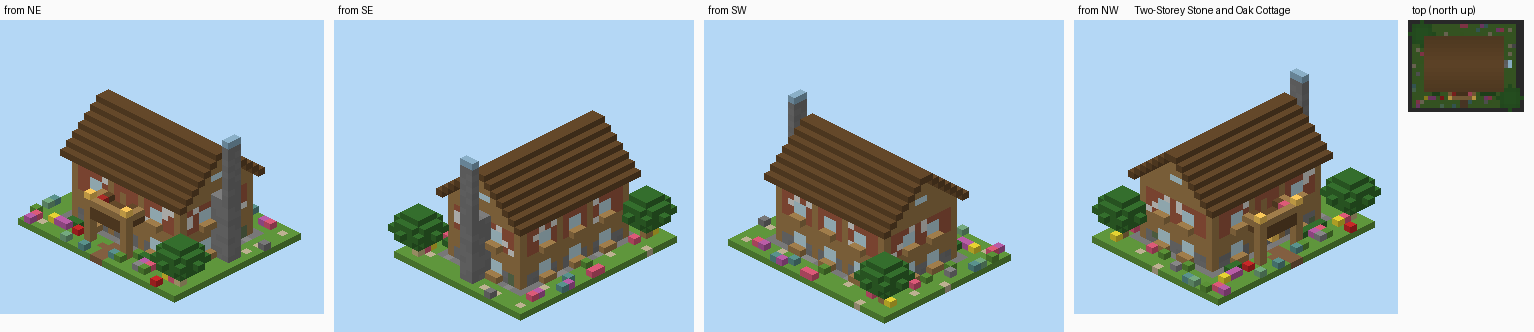 from NE
from SE
from SW
from NW
Two-Storey Stone and Oak Cottage
top (north up)